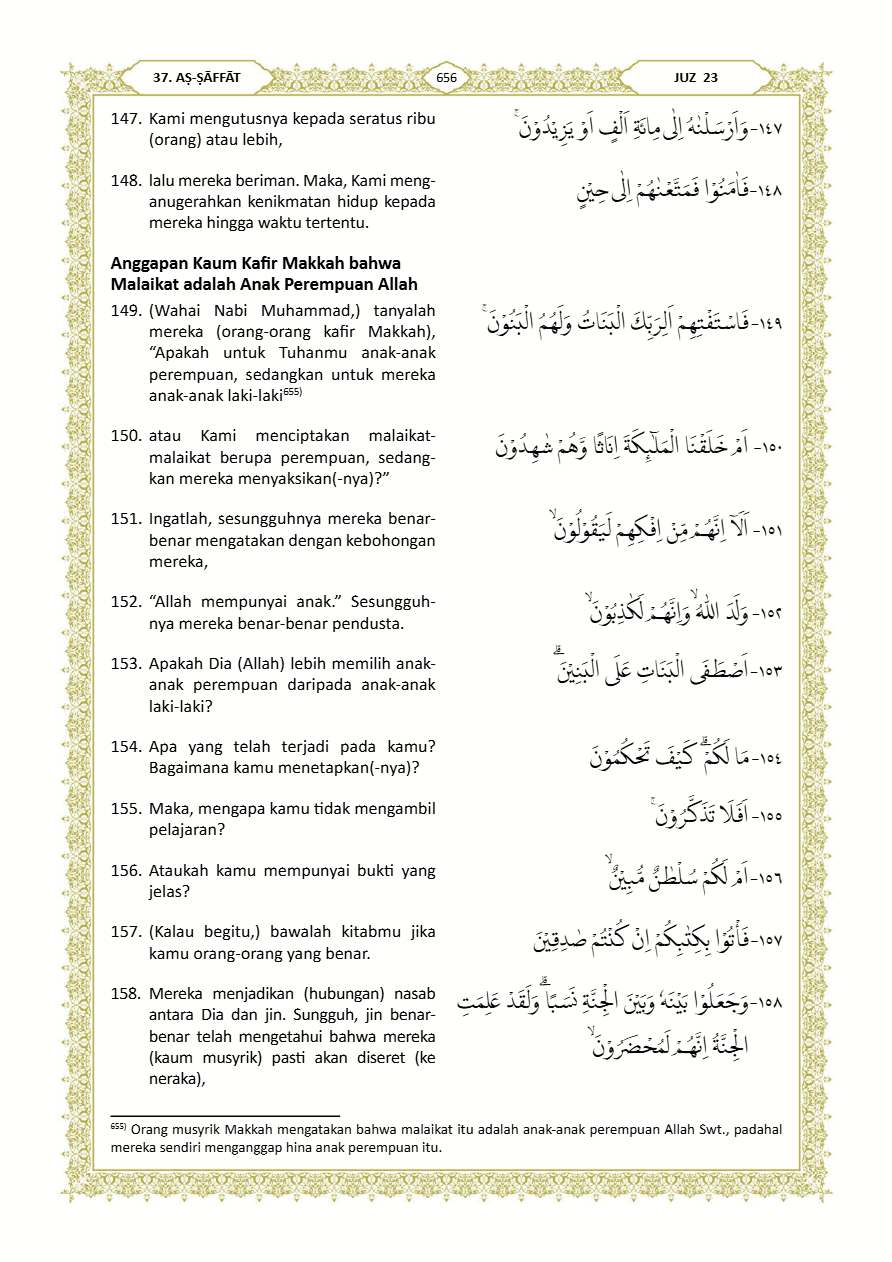 37. AṢ-ṢĀFFĀT
656
JUZ 23
147. Kami mengutusnya kepada seratus ribu
(orang) atau lebih,
١٤٧-وَاَرْسَلْنٰهُ اِلٰى مِائَةِ اَلْفٍ اَوْ يَزِيْدُوْنَۚ
148. lalu mereka beriman. Maka, Kami meng-
anugerahkan kenikmatan hidup kepada
mereka hingga waktu tertentu.
١٤٨-فَاٰمَنُوْا فَمَتَّعْنٰهُمْ اِلٰى حِيْنٍ
Anggapan Kaum Kafir Makkah bahwa
Malaikat adalah Anak Perempuan Allah
149. (Wahai Nabi Muhammad,) tanyalah
mereka (orang-orang kafir Makkah),
“Apakah untuk Tuhanmu anak-anak
perempuan, sedangkan untuk mereka
anak-anak laki-laki⁶⁵⁵⁾
١٤٩-فَاسْتَفْتِهِمْ اَلِرَبِّكَ الْبَنَاتُ وَلَهُمُ الْبَنُوْنَۚ
150. atau Kami menciptakan malaikat-
malaikat berupa perempuan, sedang-
kan mereka menyaksikan(-nya)?”
١٥٠- اَمْ خَلَقْنَا الْمَلٰۤىِٕكَةَ اِنَاثًا وَّهُمْ شٰهِدُوْنَ
151. Ingatlah, sesungguhnya mereka benar-
benar mengatakan dengan kebohongan
mereka,
١٥١- اَلَآ اِنَّهُمْ مِّنْ اِفْكِهِمْ لَيَقُوْلُوْنَۙ
152. “Allah mempunyai anak.” Sesungguh-
nya mereka benar-benar pendusta.
١٥٢- وَلَدَ اللّٰهُۙ وَاِنَّهُمْ لَكٰذِبُوْنَۙ
153. Apakah Dia (Allah) lebih memilih anak-
anak perempuan daripada anak-anak
laki-laki?
١٥٣-اَصْطَفَى الْبَنَاتِ عَلَى الْبَنِيْنَۗ
154. Apa yang telah terjadi pada kamu?
Bagaimana kamu menetapkan(-nya)?
١٥٤-مَا لَكُمْۗ كَيْفَ تَحْكُمُوْنَ
155. Maka, mengapa kamu tidak mengambil
pelajaran?
١٥٥-اَفَلَا تَذَكَّرُوْنَۚ
156. Ataukah kamu mempunyai bukti yang
jelas?
١٥٦-اَمْ لَكُمْ سُلْطٰنٌ مُّبِيْنٌۙ
157. (Kalau begitu,) bawalah kitabmu jika
kamu orang-orang yang benar.
١٥٧-فَأْتُوْا بِكِتٰبِكُمْ اِنْ كُنْتُمْ صٰدِقِيْنَ
158. Mereka menjadikan (hubungan) nasab
antara Dia dan jin. Sungguh, jin benar-
benar telah mengetahui bahwa mereka
(kaum musyrik) pasti akan diseret (ke
neraka),
١٥٨-وَجَعَلُوْا بَيْنَهٗ وَبَيْنَ الْجِنَّةِ نَسَبًاۗ وَلَقَدْ عَلِمَتِ
الْجِنَّةُ اِنَّهُمْ لَمُحْضَرُوْنَۙ
⁶⁵⁵⁾ Orang musyrik Makkah mengatakan bahwa malaikat itu adalah anak-anak perempuan Allah Swt., padahal
mereka sendiri menganggap hina anak perempuan itu.